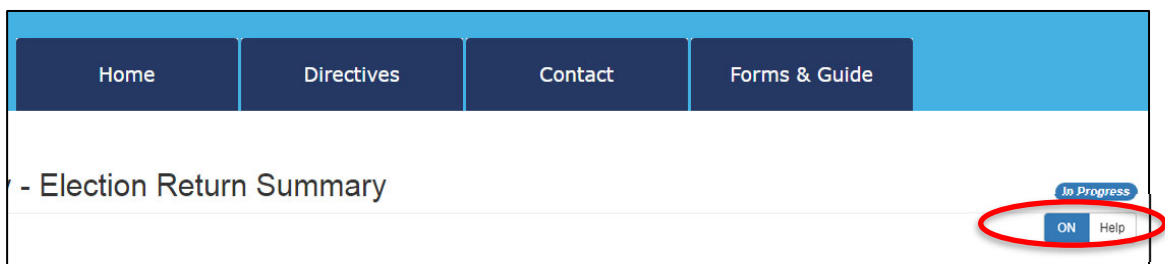 Home Directives Contact Forms & Guide
- Election Return Summary
In Progress
ON Help